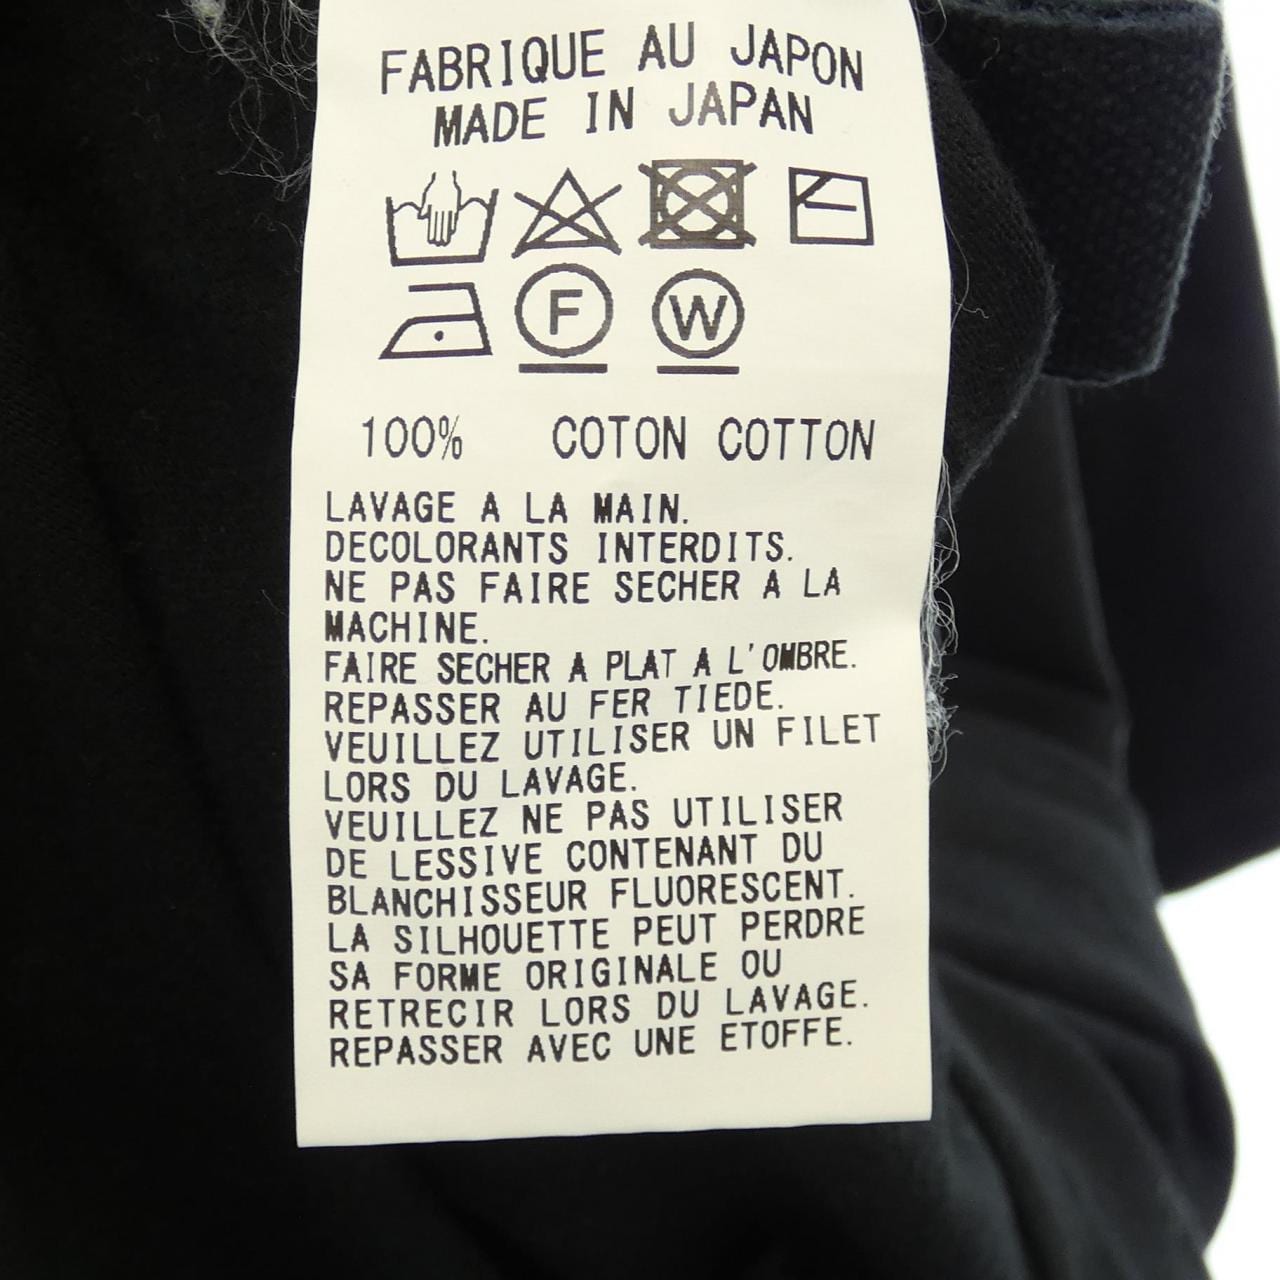 FABRIQUE AU JAPON
MADE IN JAPAN
F W
100% COTON COTTON
LAVAGE A LA MAIN.
DECOLORANTS INTERDITS.
NE PAS FAIRE SECHER A LA
MACHINE.
FAIRE SECHER A PLAT A L'OMBRE.
REPASSER AU FER TIEDE.
VEUILLEZ UTILISER UN FILET
LORS DU LAVAGE.
VEUILLEZ NE PAS UTILISER
DE LESSIVE CONTENANT DU
BLANCHISSEUR FLUORESCENT.
LA SILHOUETTE PEUT PERDRE
SA FORME ORIGINALE OU
RETRECIR LORS DU LAVAGE.
REPASSER AVEC UNE ETOFFE.